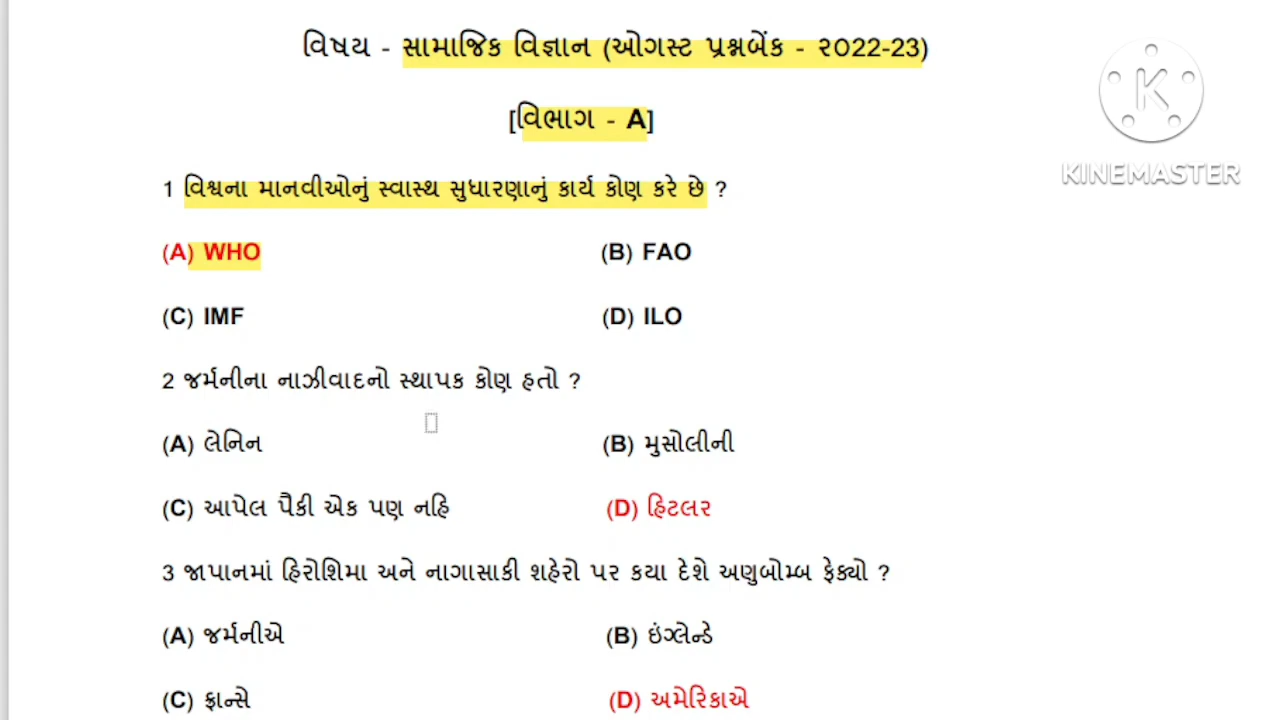 વિષય - સામાજિક વિજ્ઞાન (ઓગસ્ટ પ્રશ્નબેંક - ૨૦22-23)
[વિભાગ - A]
K
KINEMASTER
1 વિશ્વના માનવીઓનું સ્વાસ્થ સુધારણાનું કાર્ય કોણ કરે છે ?
(A) WHO (B) FAO
(C) IMF (D) ILO
2 જર્મનીના નાઝીવાદનો સ્થાપક કોણ હતો ?
(A) લેનિન (B) મુસોલીની
(C) આપેલ પૈકી એક પણ નહિ (D) હિટલર
3 જાપાનમાં હિરોશિમા અને નાગાસાકી શહેરો પર કયા દેશે અણુબોમ્બ ફેંક્યો ?
(A) જર્મનીએ (B) ઇંગ્લેન્ડે
(C) ફ્રાન્સે (D) અમેરિકાએ